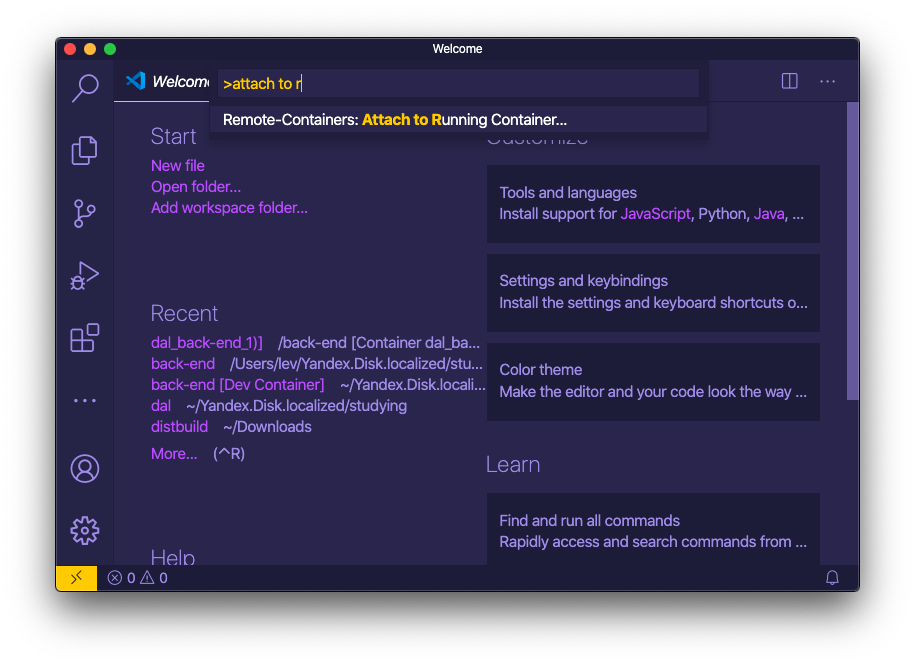 Welcome
Welcome
>attach to r
Remote-Containers: Attach to Running Container...
Start
New file
Open folder...
Add workspace folder...
Recent
dal_back-end_1)] /back-end [Container dal_ba...
back-end /Users/lev/Yandex.Disk.localized/stu...
back-end [Dev Container] ~/Yandex.Disk.locali...
dal ~/Yandex.Disk.localized/studying
distbuild ~/Downloads
More... (^R)
Help
Customize
Tools and languages
Install support for JavaScript, Python, Java, ...
Settings and keybindings
Install the settings and keyboard shortcuts o...
Color theme
Make the editor and your code look the way ...
Learn
Find and run all commands
Rapidly access and search commands from ...
0 0